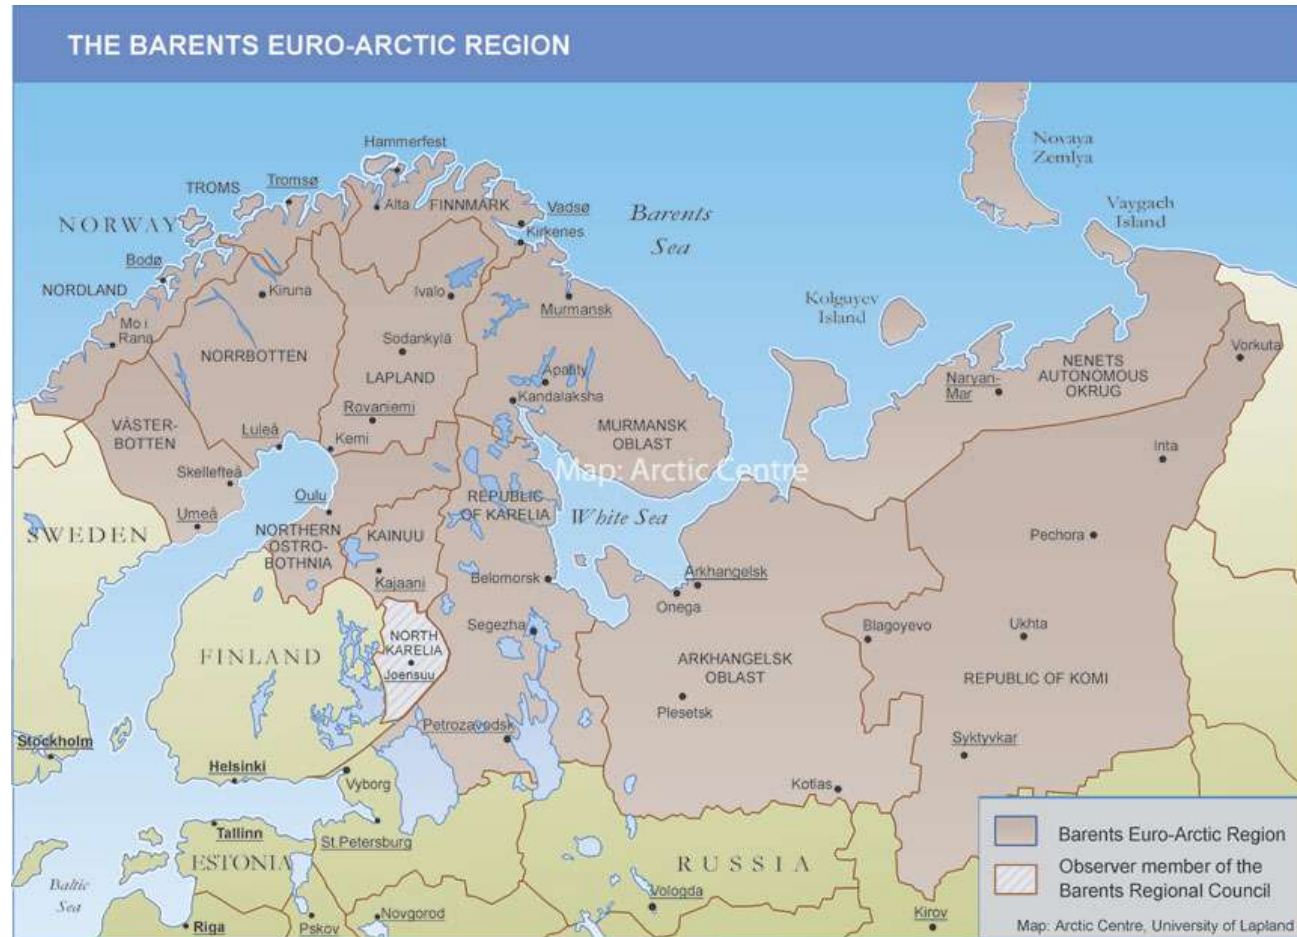 THE BARENTS EURO-ARCTIC REGION
Hammerfest
Novaya
Zemlya
TROMS
Tromsø
Alta
FINNMARK
Vadsø
Kirkenes
Barents
Sea
Vaygach
Island
NORWAY
Bodø
NORDLAND
Kiruna
Ivalo
Murmansk
Kolguyev
Island
Mo i
Rana
NORRBOTTEN
Sodankylä
LAPLAND
Apatity
Kandalaksha
Naryan-
Mar
NENETS
AUTONOMOUS
OKRUG
Vorkuta
VÄSTER-
BOTTEN
Luleå
Rovaniemi
Kemi
MURMANSK
OBLAST
Inta
Map: Arctic Centre
Skellefteå
Umeå
Oulu
REPUBLIC
OF KARELIA
White Sea
SWEDEN
NORTHERN
OSTRO-
BOTHNIA
KAINUU
Kajaani
Belomorsk
Arkhangelsk
Onega
Pechora
NORTH
KARELIA
Joensuu
Segezha
Blagoyevo
Ukhta
FINLAND
ARKHANGELSK
OBLAST
REPUBLIC OF KOMI
Plesetsk
Petrozavodsk
Syktyvkar
Stockholm
Helsinki
Vyborg
Kotlas
Tallinn
ESTONIA
St.Petersburg
RUSSIA
Baltic
Sea
Riga
Pskov
Novgorod
Vologda
Kirov
Barents Euro-Arctic Region
Observer member of the
Barents Regional Council
Map: Arctic Centre, University of Lapland